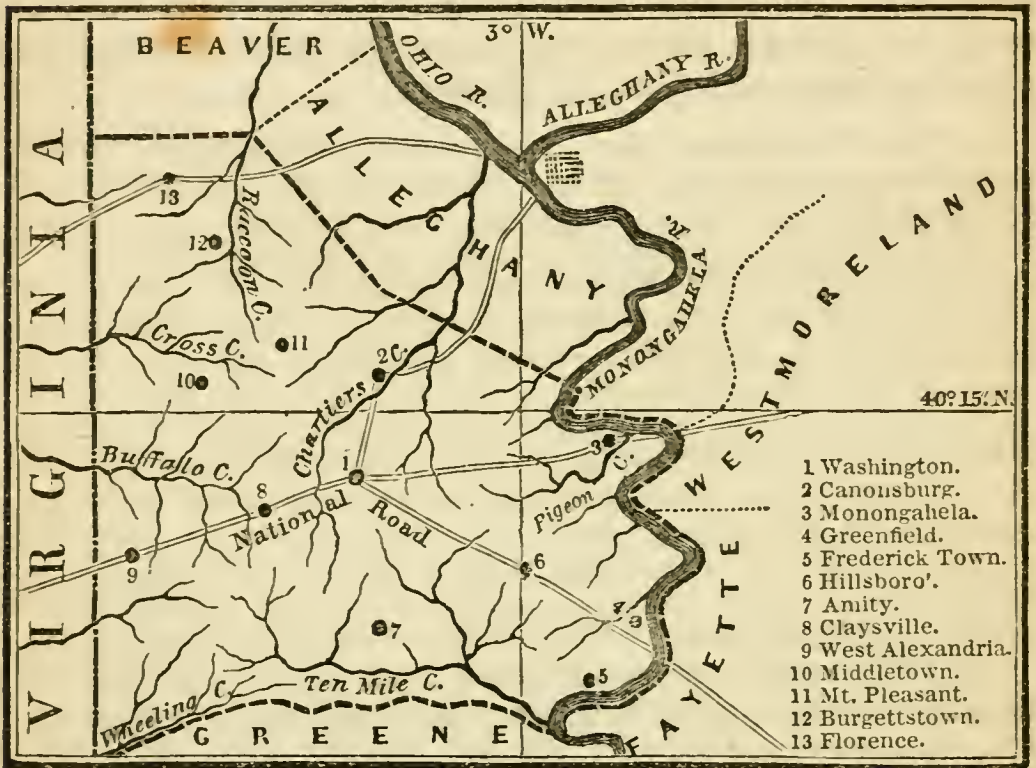 BEAVER
3° W.
OHIO R.
ALLEGHANY R.
ALLEGHANY
VIRGINIA
13
Raccoon C.
12
MONONGAHELA R.
WESTMORELAND
Cross C.
11
10
2
Chartiers C.
40° 15' N.
3
Buffalo C.
1
Pigeon C.
8
National Road
WEST
9
6
4
7
5
FAYETTE
Ten Mile C.
Wheeling C.
GREENE
1 Washington.
2 Canonsburg.
3 Monongahela.
4 Greenfield.
5 Frederick Town.
6 Hillsboro'.
7 Amity.
8 Claysville.
9 West Alexandria.
10 Middletown.
11 Mt. Pleasant.
12 Burgettstown.
13 Florence.